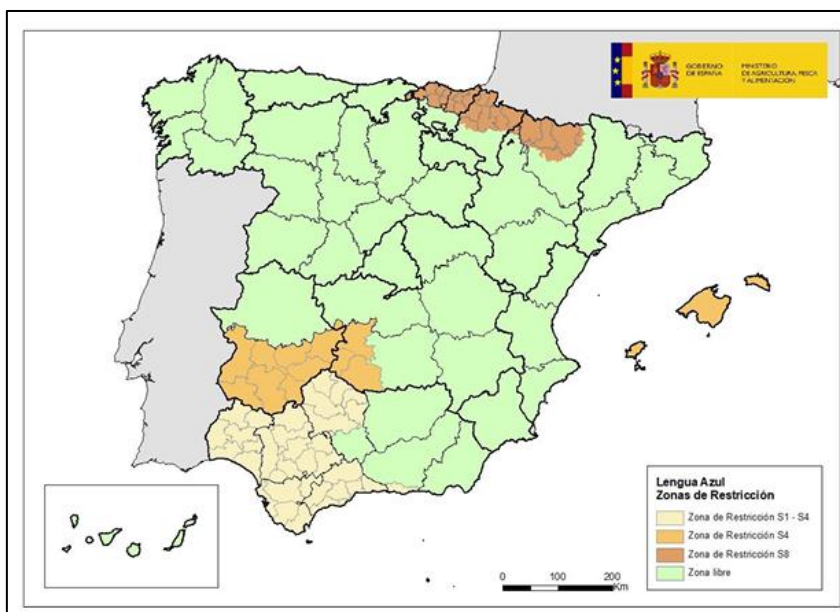 GOBIERNO
DE ESPAÑA
MINISTERIO
DE AGRICULTURA, PESCA
Y ALIMENTACIÓN
Lengua Azul
Zonas de Restricción
Zona de Restricción S1 - S4
Zona de Restricción S4
Zona de Restricción S8
Zona libre
0 50 100 200
Km